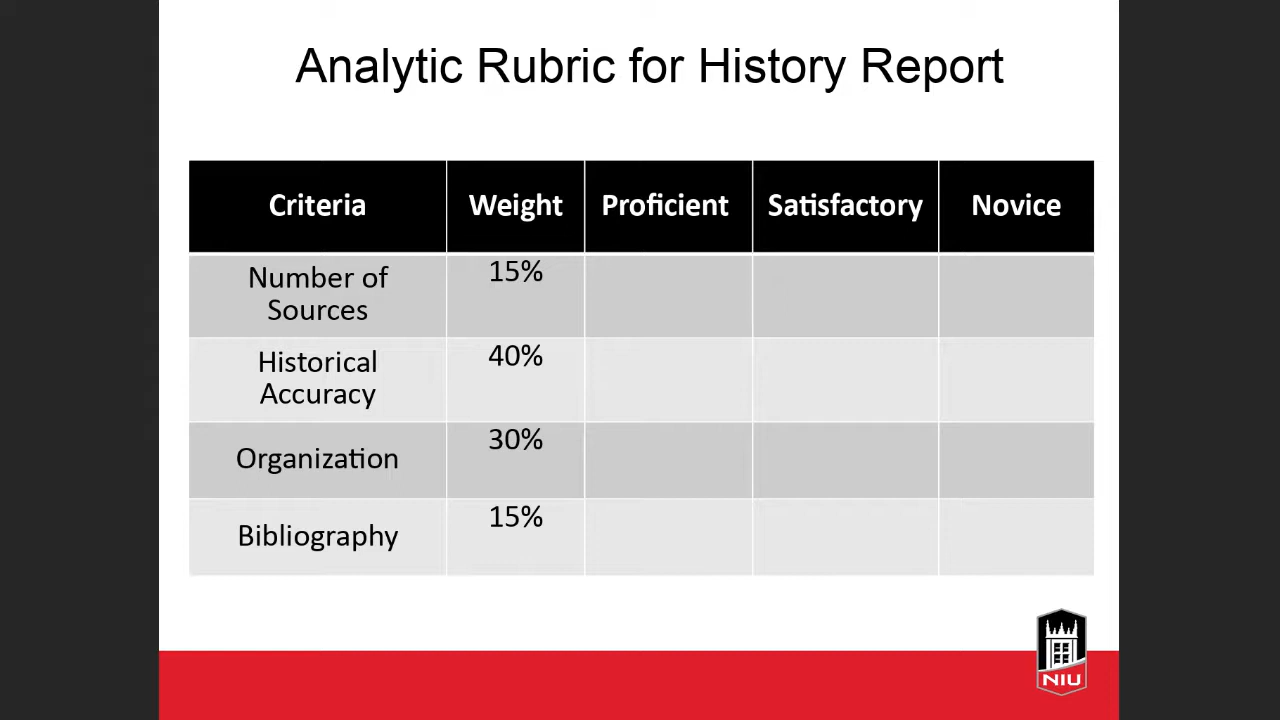 Analytic Rubric for History Report
Criteria Weight Proficient Satisfactory Novice
Number of
Sources
15%
Historical
Accuracy
40%
Organization
30%
Bibliography
15%
NIU